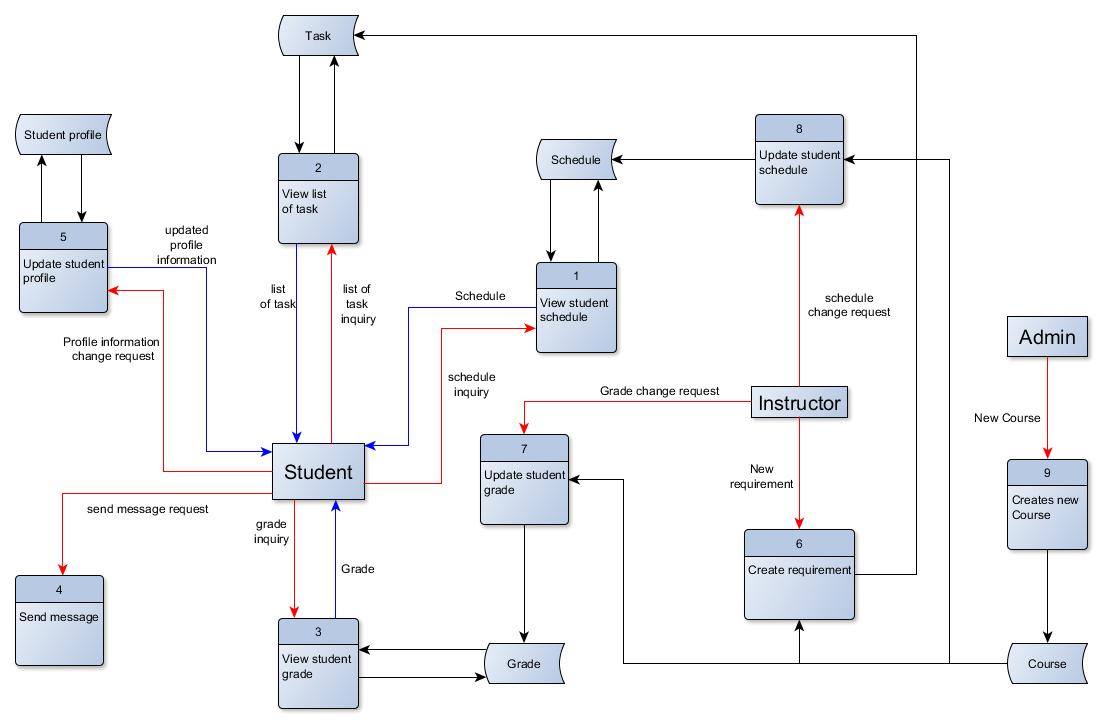 Task
Student profile
8
Update student
schedule
Schedule
2
View list
of task
5
Update student
profile
updated
profile
information
1
View student
schedule
list
of task
list of
task
inquiry
Schedule
schedule
change request
Profile information
change request
Admin
schedule
inquiry
Grade change request
Instructor
New Course
Student
7
Update student
grade
New
requirement
9
Creates new
Course
send message request
grade
inquiry
Grade
6
Create requirement
4
Send message
3
View student
grade
Grade
Course